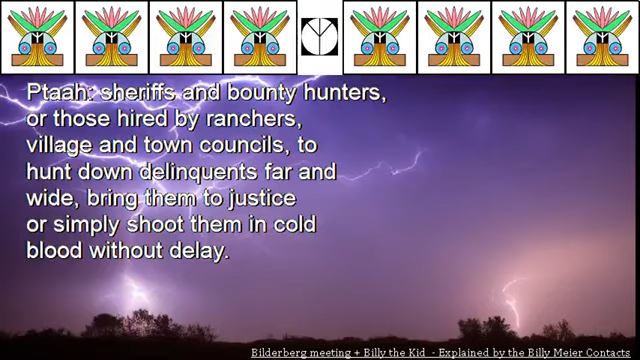 Ptaah: sheriffs and bounty hunters,
or those hired by ranchers,
village and town councils, to
hunt down delinquents far and
wide, bring them to justice
or simply shoot them in cold
blood without delay.
Bilderberg meeting + Billy the Kid - Explained by the Billy Meier Contacts